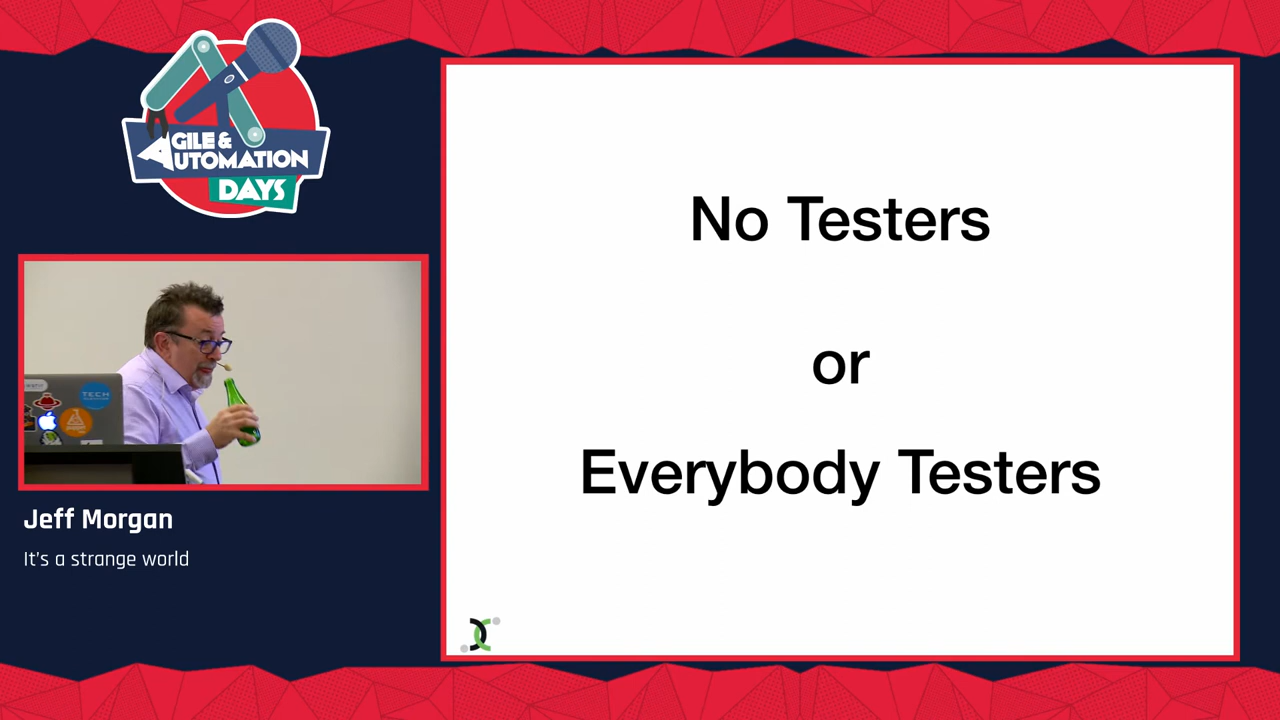 AGILE &
AUTOMATION
DAYS
TECH
Jeff Morgan
It's a strange world
No Testers
or
Everybody Testers